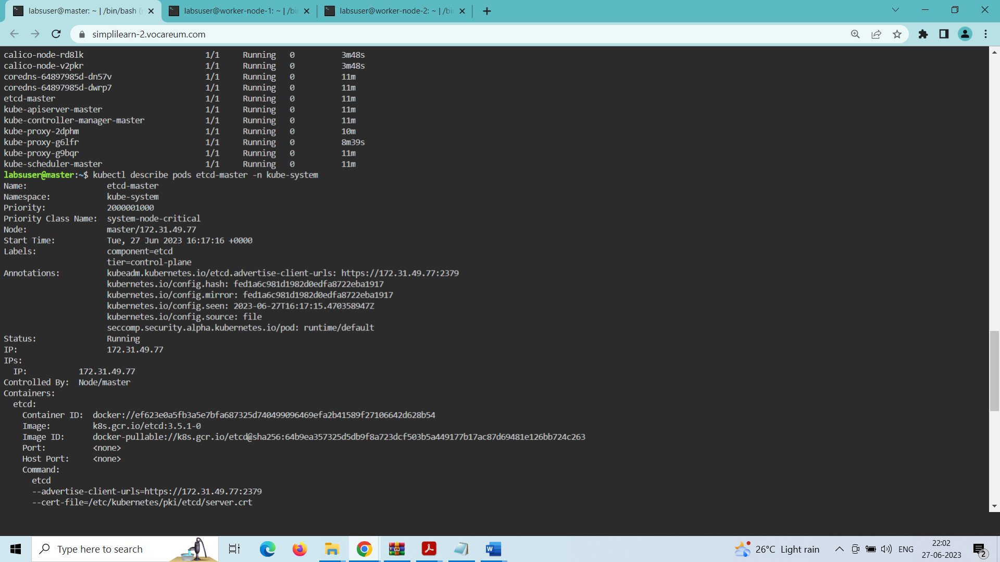 labsuser@master: ~ | /bin/bash
labsuser@worker-node-1: ~ | /bin
labsuser@worker-node-2: ~ | /bin
simplilearn-2.vocareum.com
calico-node-rd8lk 1/1 Running 0 3m48s
calico-node-v2pkr 1/1 Running 0 3m48s
coredns-64897985d-dn57v 1/1 Running 0 11m
coredns-64897985d-dwrp7 1/1 Running 0 11m
etcd-master 1/1 Running 0 11m
kube-apiserver-master 1/1 Running 0 11m
kube-controller-manager-master 1/1 Running 0 11m
kube-proxy-2dphm 1/1 Running 0 10m
kube-proxy-g6lfr 1/1 Running 0 8m39s
kube-proxy-g9bqr 1/1 Running 0 11m
kube-scheduler-master 1/1 Running 0 11m
labsuser@master:~$ kubectl describe pods etcd-master -n kube-system
Name: etcd-master
Namespace: kube-system
Priority: 2000001000
Priority Class Name: system-node-critical
Node: master/172.31.49.77
Start Time: Tue, 27 Jun 2023 16:17:16 +0000
Labels: component=etcd
tier=control-plane
Annotations: kubeadm.kubernetes.io/etcd.advertise-client-urls: https://172.31.49.77:2379
kubernetes.io/config.hash: fed1a6c981d1982d0edfa8722eba1917
kubernetes.io/config.mirror: fed1a6c981d1982d0edfa8722eba1917
kubernetes.io/config.seen: 2023-06-27T16:17:15.470358947Z
kubernetes.io/config.source: file
seccomp.security.alpha.kubernetes.io/pod: runtime/default
Status: Running
IP: 172.31.49.77
IPs:
IP: 172.31.49.77
Controlled By: Node/master
Containers:
etcd:
Container ID: docker://ef623e0a5fb3a5e7bfa687325d740499096469efa2b41589f27106642d628b54
Image: k8s.gcr.io/etcd:3.5.1-0
Image ID: docker-pullable://k8s.gcr.io/etcd@sha256:64b9ea357325d5db9f8a723dcf503b5a449177b17ac87d69481e126bb724c263
Port: <none>
Host Port: <none>
Command:
etcd
--advertise-client-urls=https://172.31.49.77:2379
--cert-file=/etc/kubernetes/pki/etcd/server.crt
Type here to search
26°C Light rain
ENG
22:02
27-06-2023
2